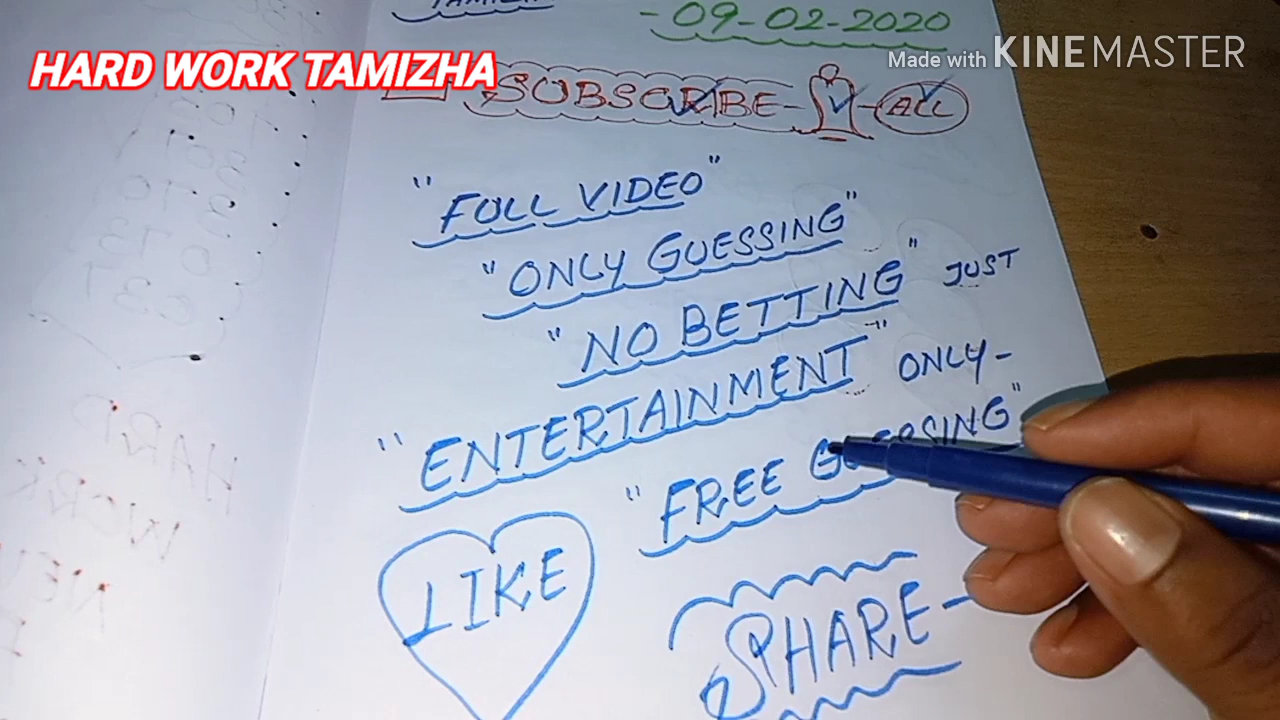 - 09-02-2020
Made with KINEMASTER
HARD WORK TAMIZHA
SUBSCRIBE - ALL
"FULL VIDEO"
"ONLY GUESSING"
"NO BETTING" JUST
"ENTERTAINMENT" ONLY-
"FREE GUESSING"
LIKE
SHARE -